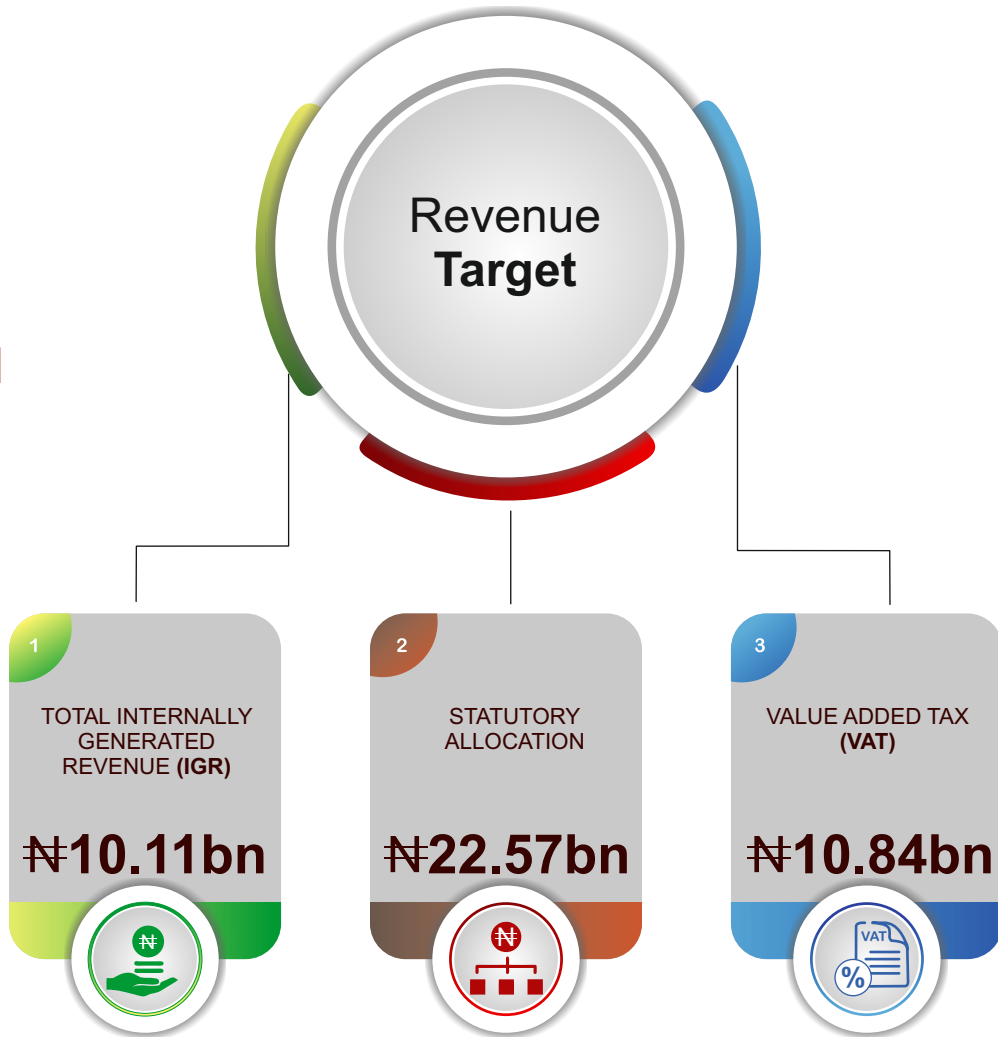 Revenue
Target
1
TOTAL INTERNALLY
GENERATED
REVENUE (IGR)
₦10.11bn
₦
2
STATUTORY
ALLOCATION
₦22.57bn
₦
3
VALUE ADDED TAX
(VAT)
₦10.84bn
VAT
%